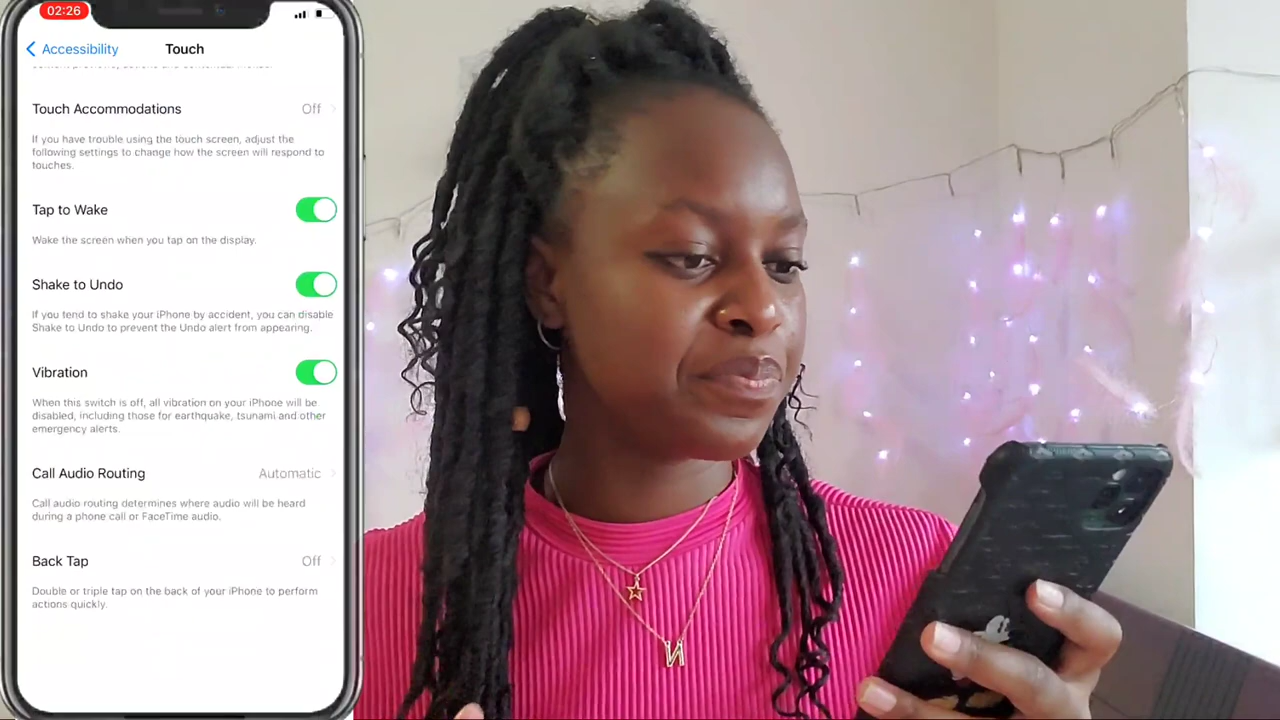 02:26
Accessibility
Touch
Touch Accommodations
Off
If you have trouble using the touch screen, adjust the
following settings to change how the screen will respond to
touches.
Tap to Wake
Wake the screen when you tap on the display.
Shake to Undo
If you tend to shake your iPhone by accident, you can disable
Shake to Undo to prevent the Undo alert from appearing.
Vibration
When this switch is off, all vibration on your iPhone will be
disabled, including those for earthquake, tsunami and other
emergency alerts.
Call Audio Routing
Automatic
Call audio routing determines where audio will be heard
during a phone call or FaceTime audio.
Back Tap
Off
Double or triple tap on the back of your iPhone to perform
actions quickly.
N